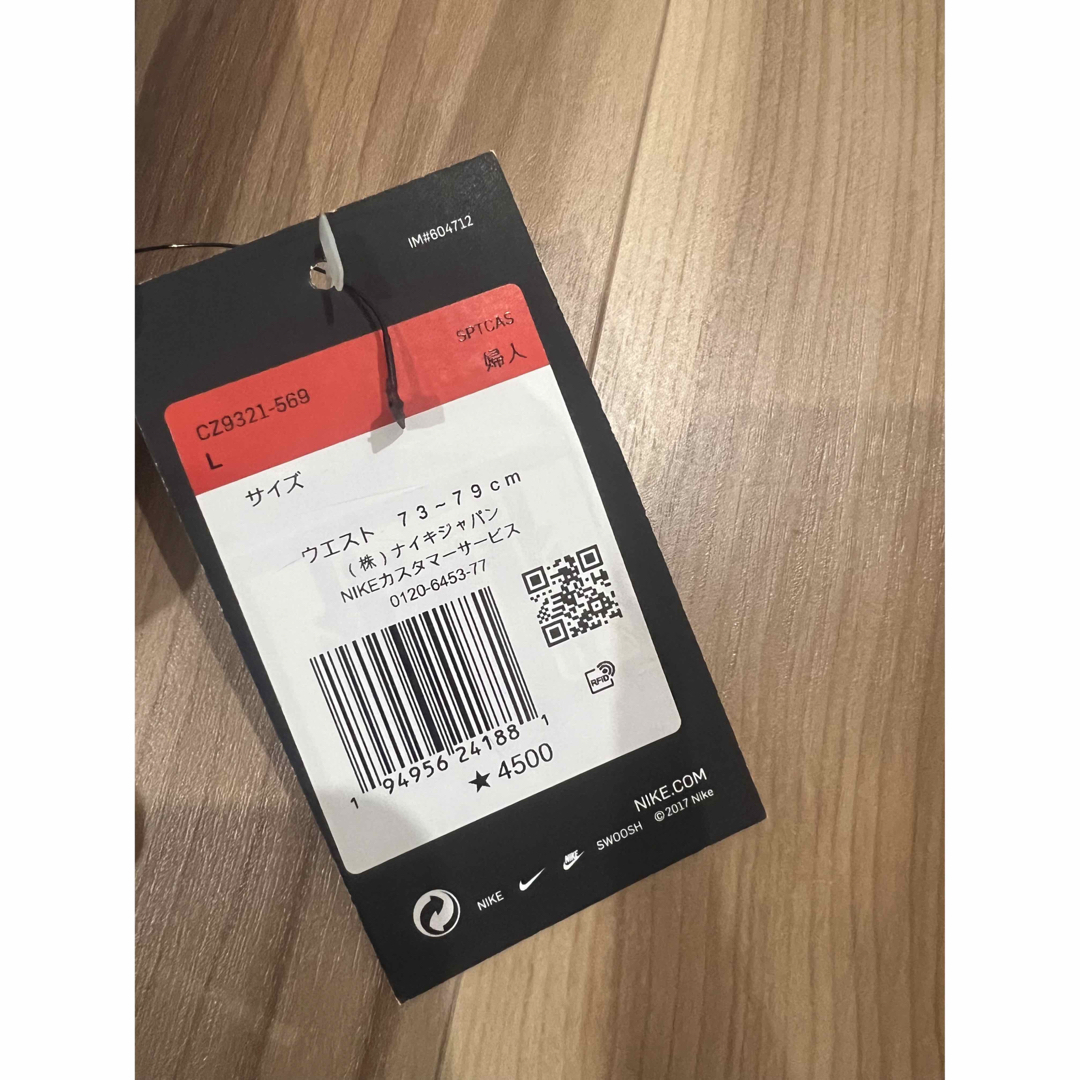 IM#604712
SPTCAS
婦人
CZ9321-569
L
サイズ
ウエスト 73~79cm
(株)ナイキジャパン
NIKEカスタマーサービス
0120-6453-77
RFID
1 94956 24188 1
★4500
NIKE.COM
NIKE NIKE SWOOSH ©2017 Nike